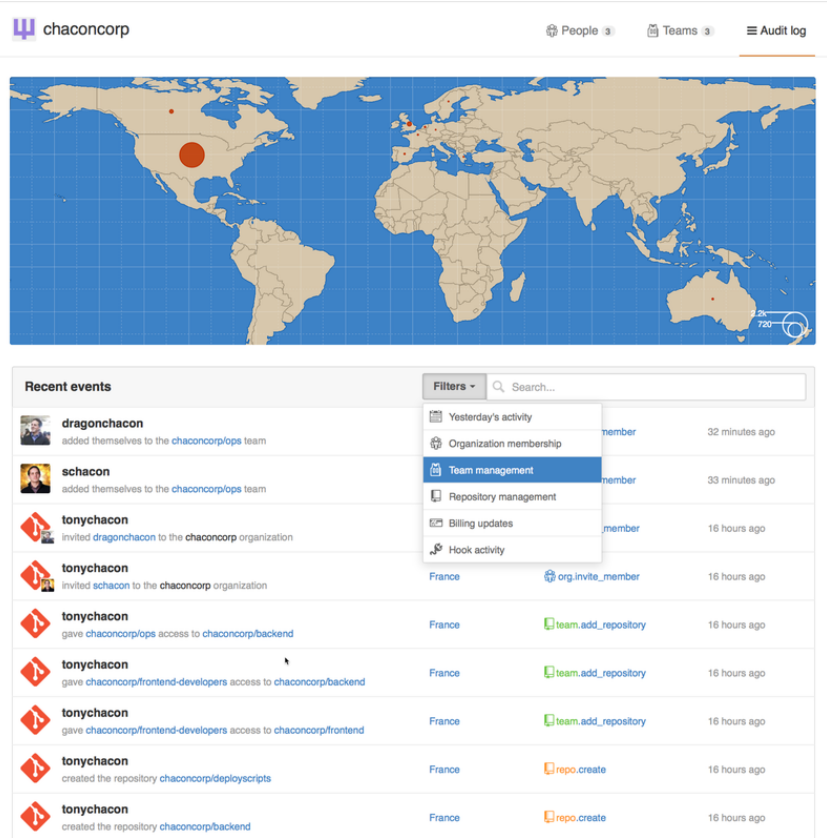 chaconcorp
People 3
Teams 3
Audit log
2.2k
720
Recent events
Filters
Search...
Yesterday's activity
Organization membership
Team management
Repository management
Billing updates
Hook activity
dragonchacon
added themselves to the chaconcorp/ops team
member
32 minutes ago
schacon
added themselves to the chaconcorp/ops team
member
33 minutes ago
tonychacon
invited dragonchacon to the chaconcorp organization
_member
16 hours ago
tonychacon
invited schacon to the chaconcorp organization
France
org.invite_member
16 hours ago
tonychacon
gave chaconcorp/ops access to chaconcorp/backend
France
team.add_repository
16 hours ago
tonychacon
gave chaconcorp/frontend-developers access to chaconcorp/backend
France
team.add_repository
16 hours ago
tonychacon
gave chaconcorp/frontend-developers access to chaconcorp/frontend
France
team.add_repository
16 hours ago
tonychacon
created the repository chaconcorp/deployscripts
France
repo.create
16 hours ago
tonychacon
created the repository chaconcorp/backend
France
repo.create
16 hours ago